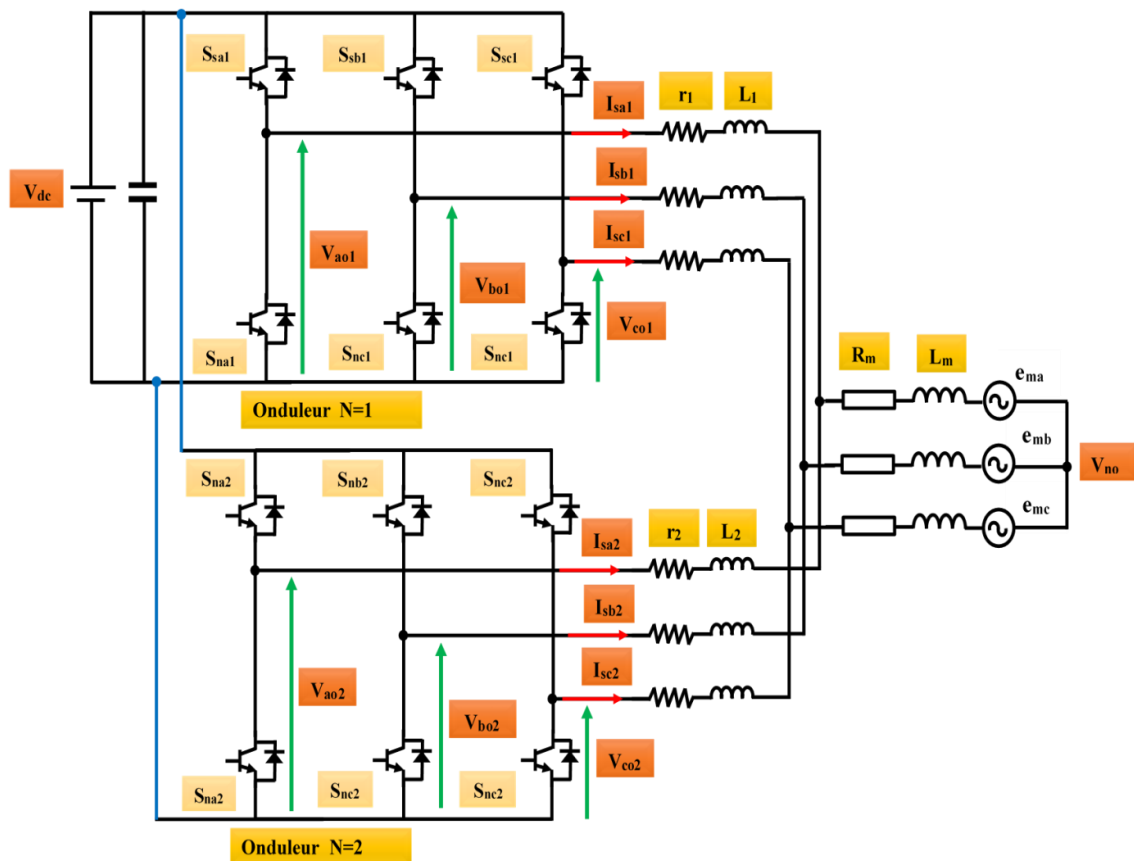 Ssa1
Ssb1
Ssc1
Isa1
r1
L1
Vdc
Isb1
Vao1
Isc1
Vbo1
Vco1
Sna1
Snc1
Snc1
Rm
Lm
ema
Onduleur N=1
emb
Vno
Sna2
Snb2
Snc2
emc
Isa2
r2
L2
Isb2
Vao2
Isc2
Vbo2
Vco2
Sna2
Snc2
Snc2
Onduleur N=2